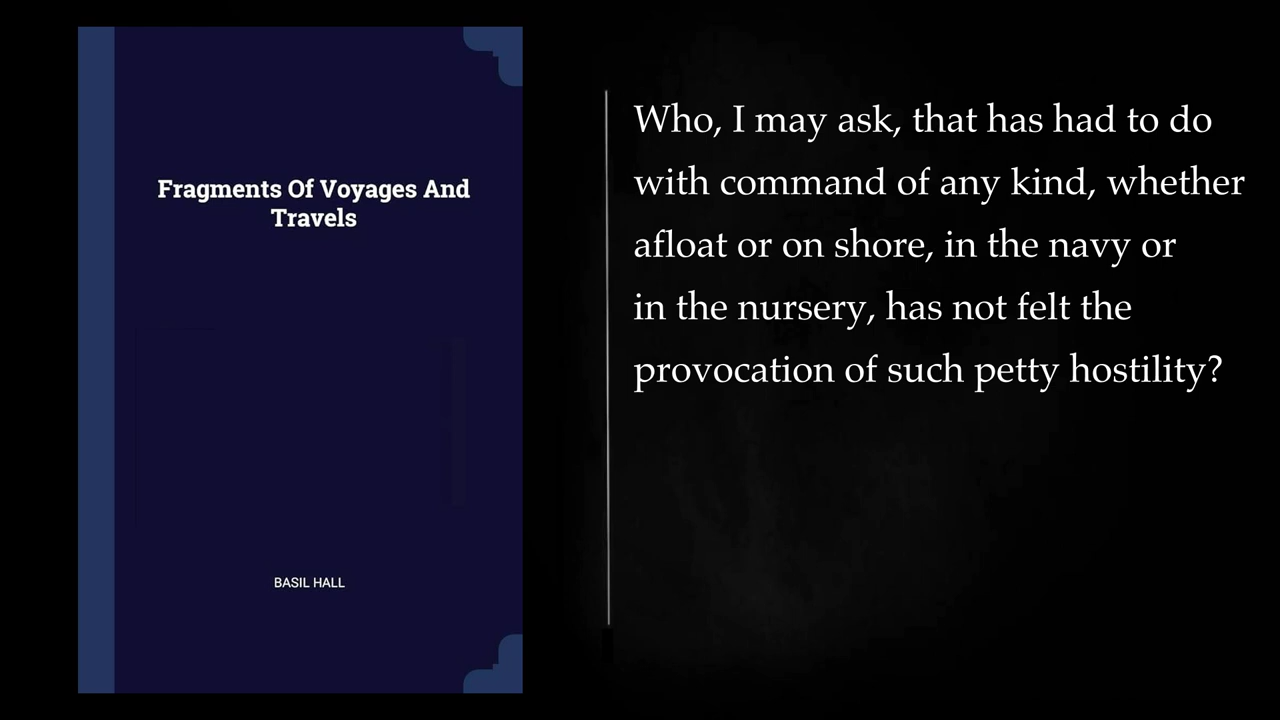 Fragments Of Voyages And
Travels
BASIL HALL
Who, I may ask, that has had to do
with command of any kind, whether
afloat or on shore, in the navy or
in the nursery, has not felt the
provocation of such petty hostility?